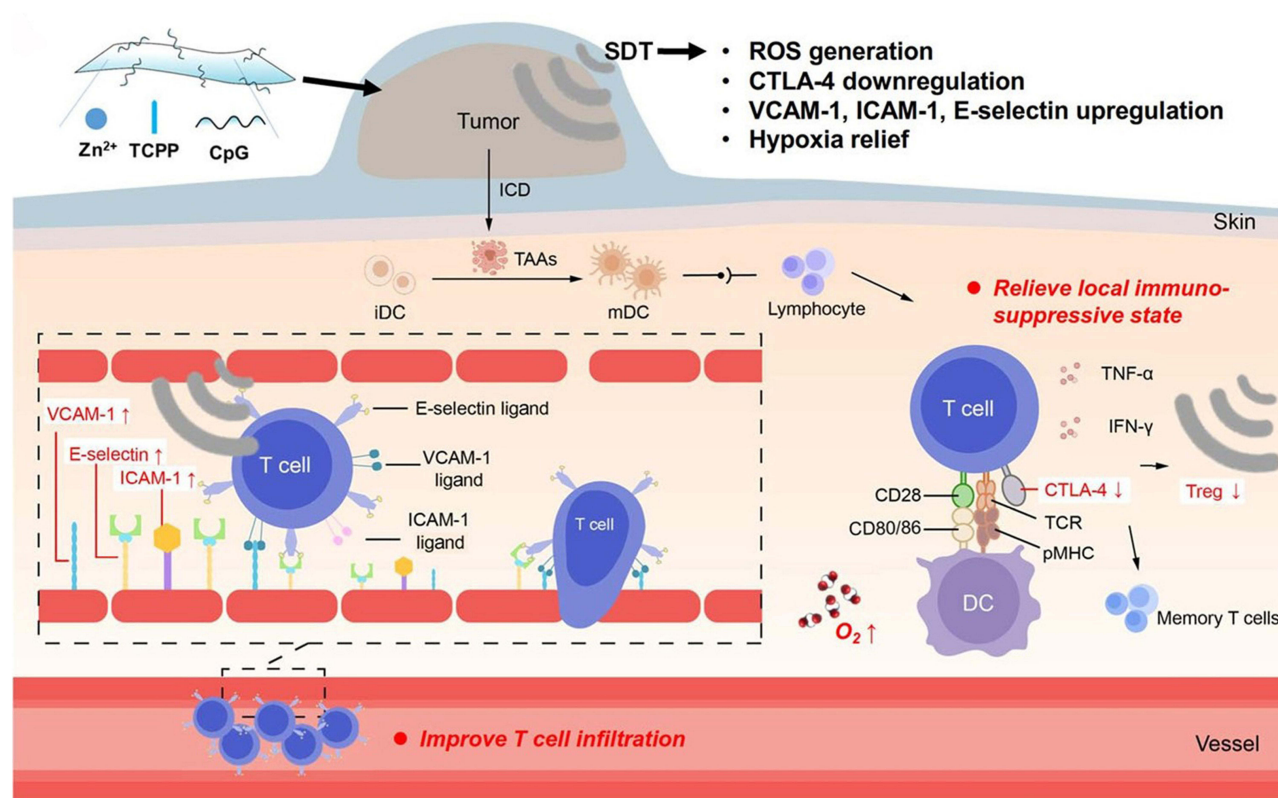 SDT
• ROS generation
• CTLA-4 downregulation
• VCAM-1, ICAM-1, E-selectin upregulation
• Hypoxia relief
Zn²⁺ TCPP CpG
Tumor
ICD
Skin
TAAs
iDC
mDC
Lymphocyte
• Relieve local immuno-
suppressive state
VCAM-1 ↑
E-selectin ↑
ICAM-1 ↑
T cell
E-selectin ligand
VCAM-1
ligand
ICAM-1
ligand
T cell
T cell
TNF-α
IFN-γ
CD28
CD80/86
CTLA-4 ↓
TCR
pMHC
Treg ↓
DC
O₂ ↑
Memory T cells
• Improve T cell infiltration
Vessel